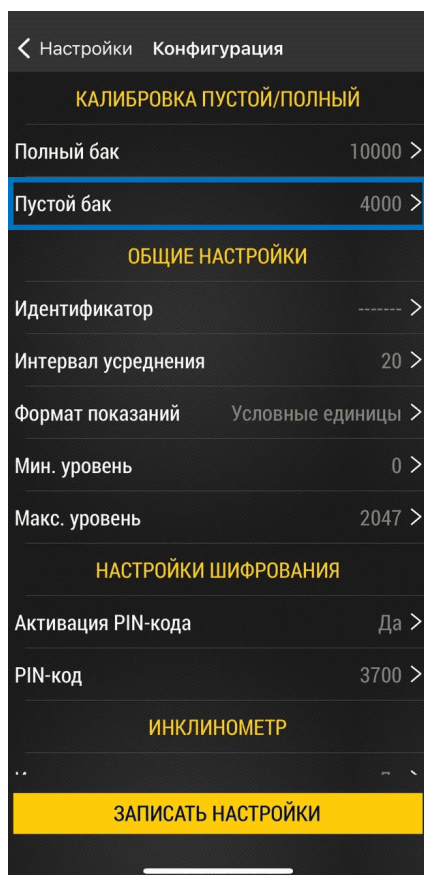 Настройки Конфигурация
КАЛИБРОВКА ПУСТОЙ/ПОЛНЫЙ
Полный бак 10000
Пустой бак 4000
ОБЩИЕ НАСТРОЙКИ
Идентификатор -------
Интервал усреднения 20
Формат показаний Условные единицы
Мин. уровень 0
Макс. уровень 2047
НАСТРОЙКИ ШИФРОВАНИЯ
Активация PIN-кода Да
PIN-код 3700
ИНКЛИНОМЕТР
ЗАПИСАТЬ НАСТРОЙКИ